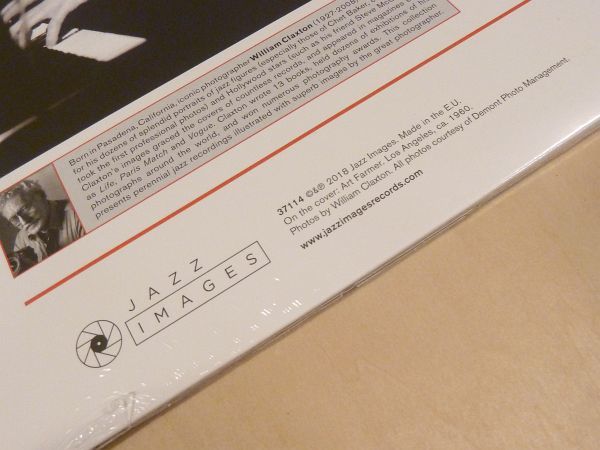 Born in Pasadena, California, iconic photographer William Claxton (1927-2008)
for his dozens of splendid portraits of jazz figures (especially those of Chet Baker,
took the first professional photos) and Hollywood stars (such as his friend Steve
Claxton's images graced the covers of countless records, and appeared in magazines
as Life, Paris Match and Vogue. Claxton wrote 13 books, held dozens of exhibitions of his
photographs around the world, and won numerous photography awards. This collection
presents perennial jazz recordings illustrated with superb images by the great photographer.
37114 ©&℗ 2018 Jazz Images. Made in the E.U.
On the cover: Art Farmer, Los Angeles, ca. 1960.
Photos by William Claxton. All photos courtesy of Demont Photo Management.
www.jazzimagesrecords.com
JAZZ
IMAGES